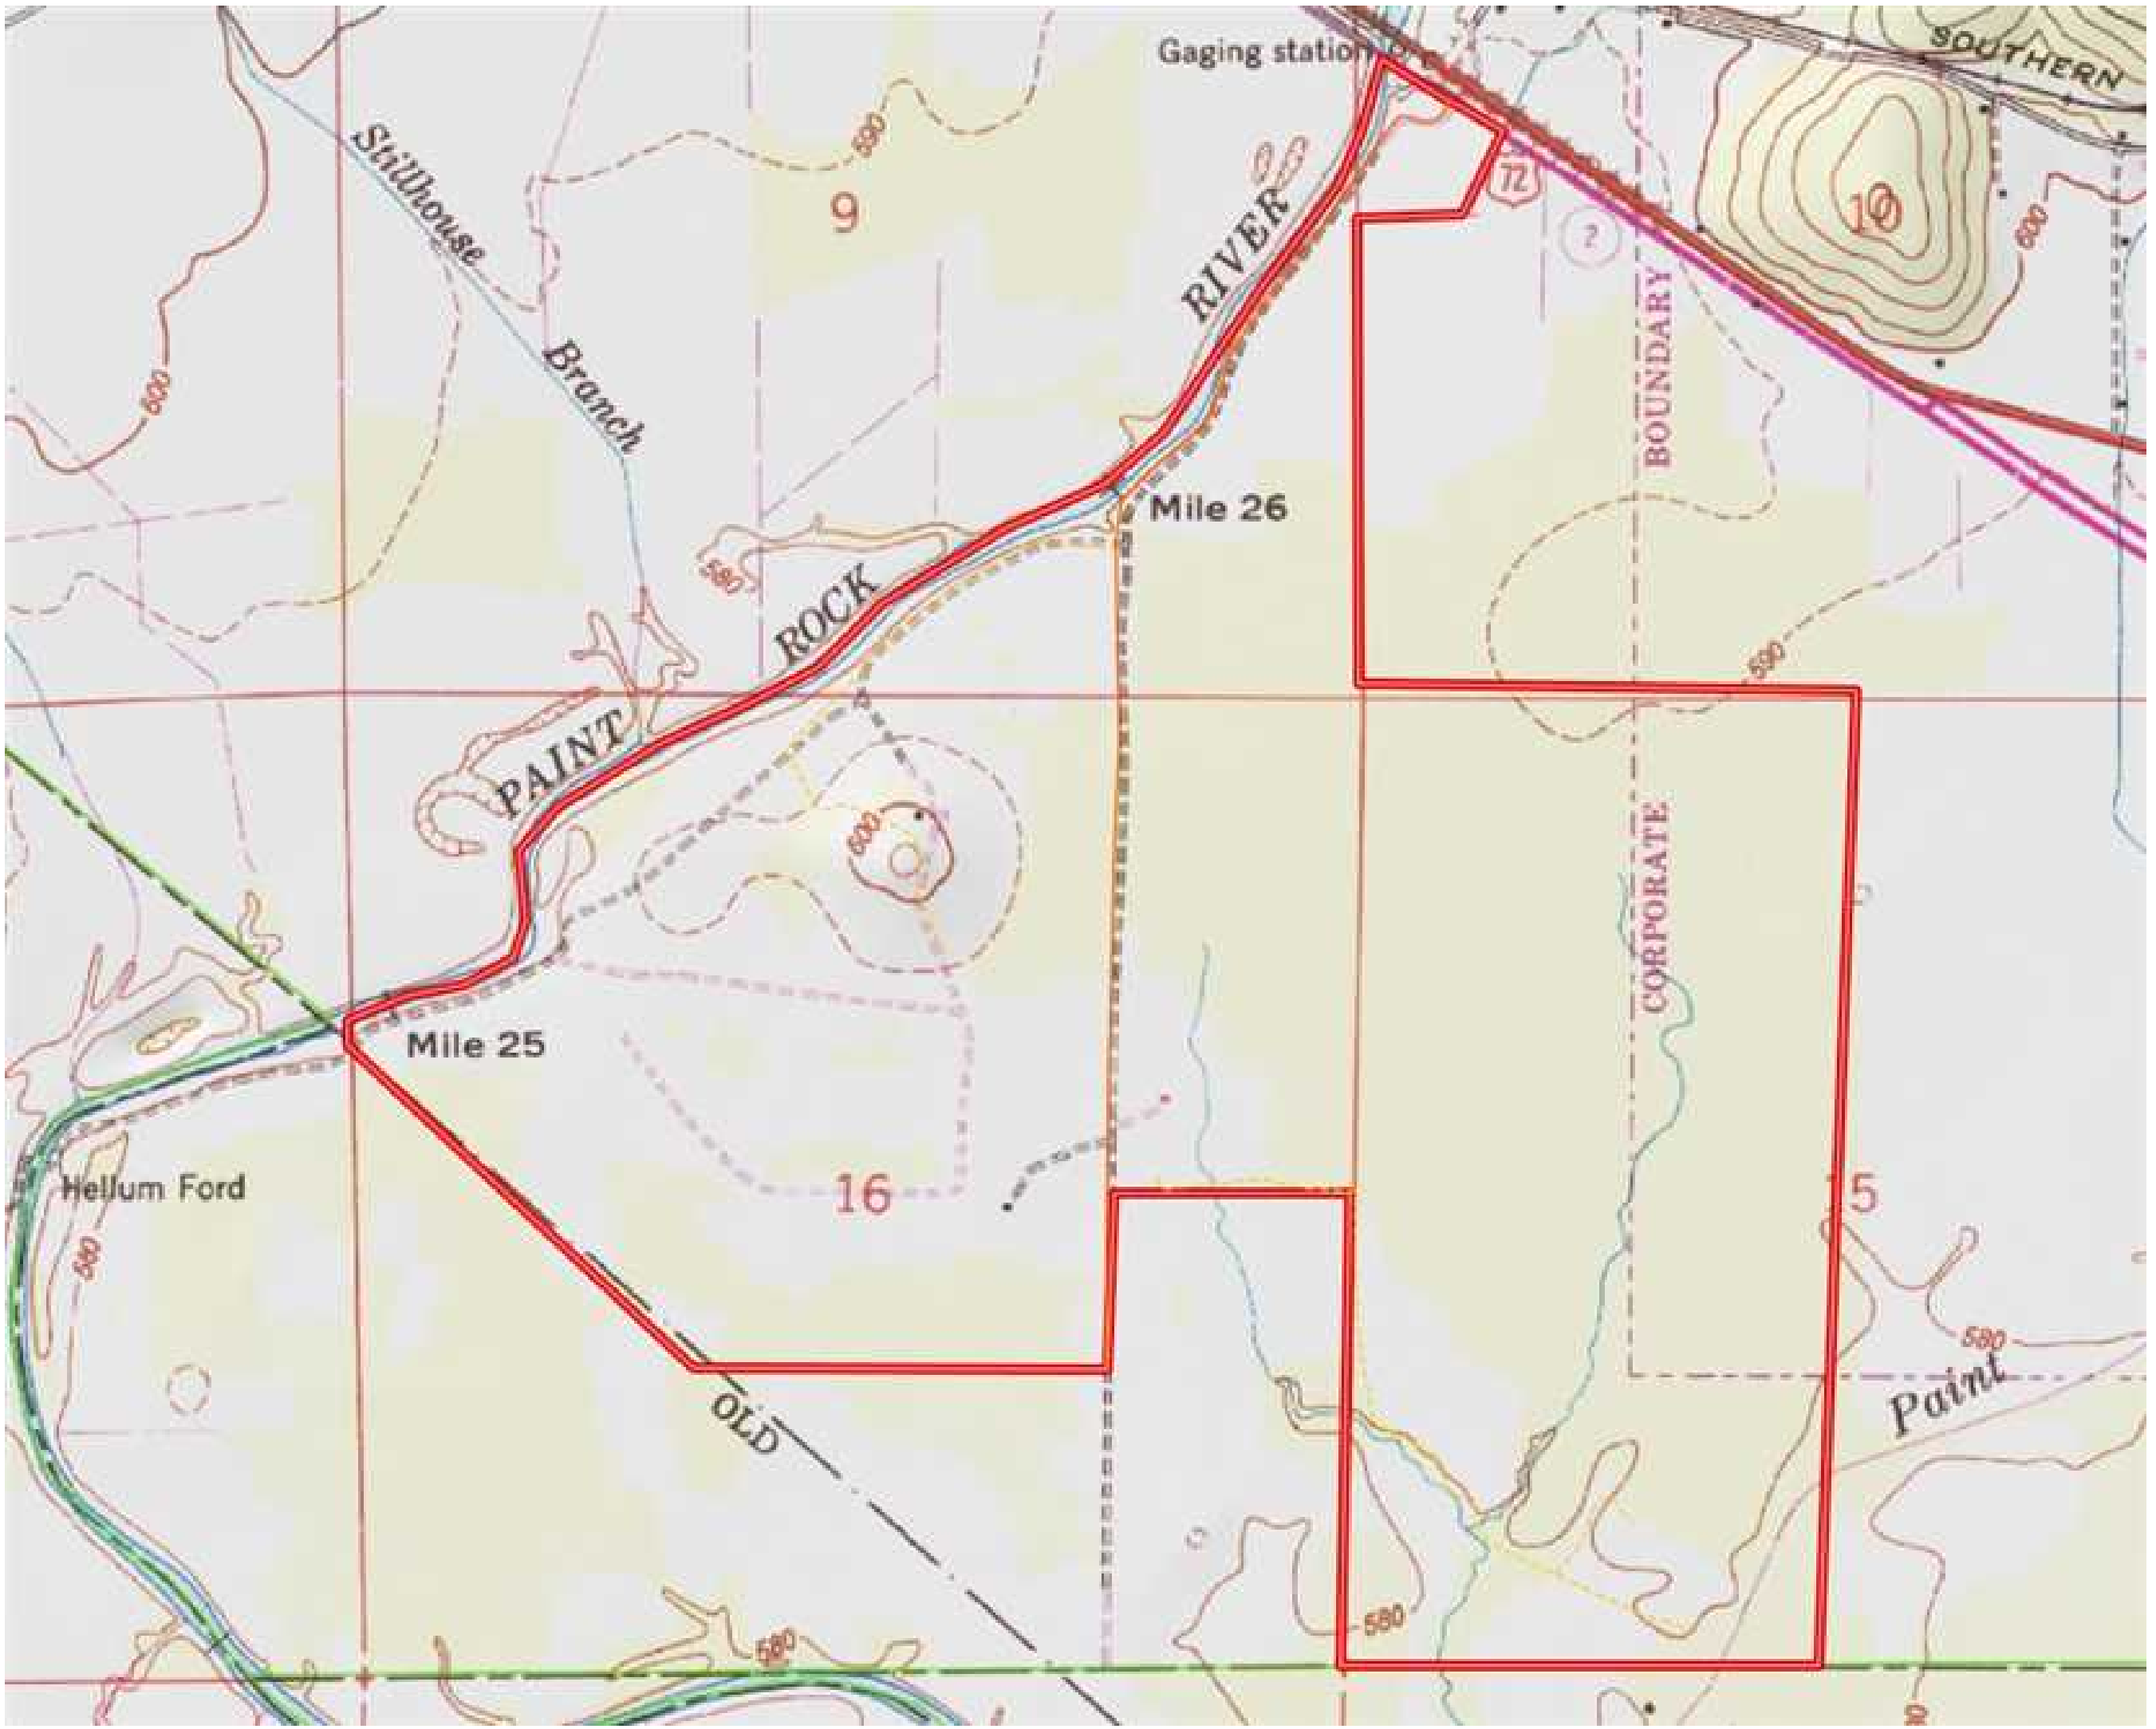 SOUTHERN
Gaging station
590
Stillhouse
9
72
10
600
RIVER
?
BOUNDARY
600
Branch
Mile 26
580
ROCK
590
PAINT
600
CORPORATE
Mile 25
Hellum Ford
16
5
580
580
Paint
OLD
580
580